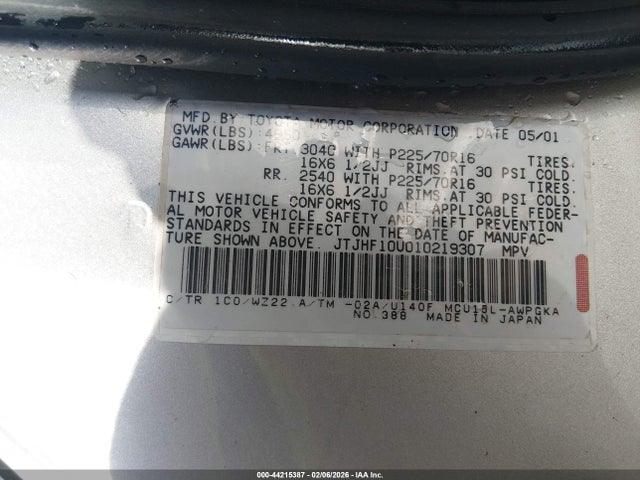 MFD. BY TOYOTA MOTOR CORPORATION DATE 05/01
GVWR(LBS):
GAWR(LBS): FRT 3040 WITH P225/70R16 TIRES.
16X6 1/2JJ RIMS.AT 30 PSI COLD.
RR. 2540 WITH P225/70R16 TIRES.
16X6 1/2JJ RIMS.AT 30 PSI COLD.
THIS VEHICLE CONFORMS TO ALL APPLICABLE FEDER-
AL MOTOR VEHICLE SAFETY AND THEFT PREVENTION
STANDARDS IN EFFECT ON THE DATE OF MANUFAC-
TURE SHOWN ABOVE. JTJHF10U010219307 MPV
C/TR 1C0/WZ22 A/TM -02A/U140F MCU15L-AWPGKA
NO.388 MADE IN JAPAN
000-44215387 - 02/06/2026 - IAAI.COM